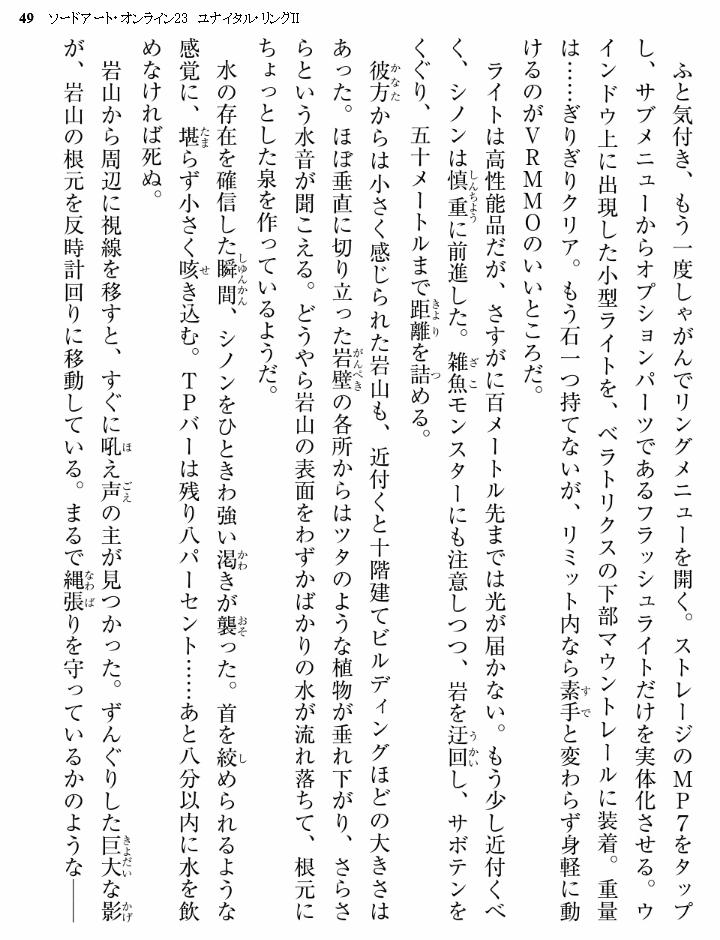 49 ソードアート・オンライン23 ユナイタル・リングII
ふと気付き、もう一度しゃがんでリングメニューを開く。ストレージのMP7をタップ
し、サブメニューからオプションパーツであるフラッシュライトだけを実体化させる。ウ
インドウ上に出現した小型ライトを、ベラトリクスの下部マウントレールに装着。重量
は……ぎりぎりクリア。もう石一つ持てないが、リミット内なら素手と変わらず身軽に動
けるのがVRMMOのいいところだ。
ライトは高性能品だが、さすがに百メートル先までは光が届かない。もう少し近付くべ
く、シノンは慎重に前進した。雑魚モンスターにも注意しつつ、岩を迂回し、サボテンを
くぐり、五十メートルまで距離を詰める。
彼方からは小さく感じられた岩山も、近付くと十階建てビルディングほどの大きさは
あった。ほぼ垂直に切り立った岩壁の各所からはツタのような植物が垂れ下がり、さらさ
らという水音が聞こえる。どうやら岩山の表面をわずかばかりの水が流れ落ちて、根元に
ちょっとした泉を作っているようだ。
水の存在を確信した瞬間、シノンをひときわ強い渇きが襲った。首を絞められるような
感覚に、堪らず小さく咳き込む。TPバーは残り八パーセント……あと八分以内に水を飲
めなければ死ぬ。
岩山から周辺に視線を移すと、すぐに吼え声の主が見つかった。ずんぐりした巨大な影
が、岩山の根元を反時計回りに移動している。まるで縄張りを守っているかのような――